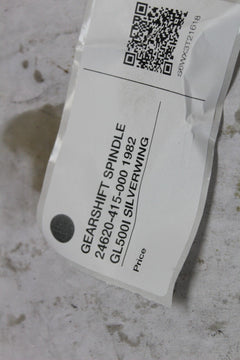 GEARSHIFT SPINDLE
24620-415-000 1982
GL500I SILVERWING
Price